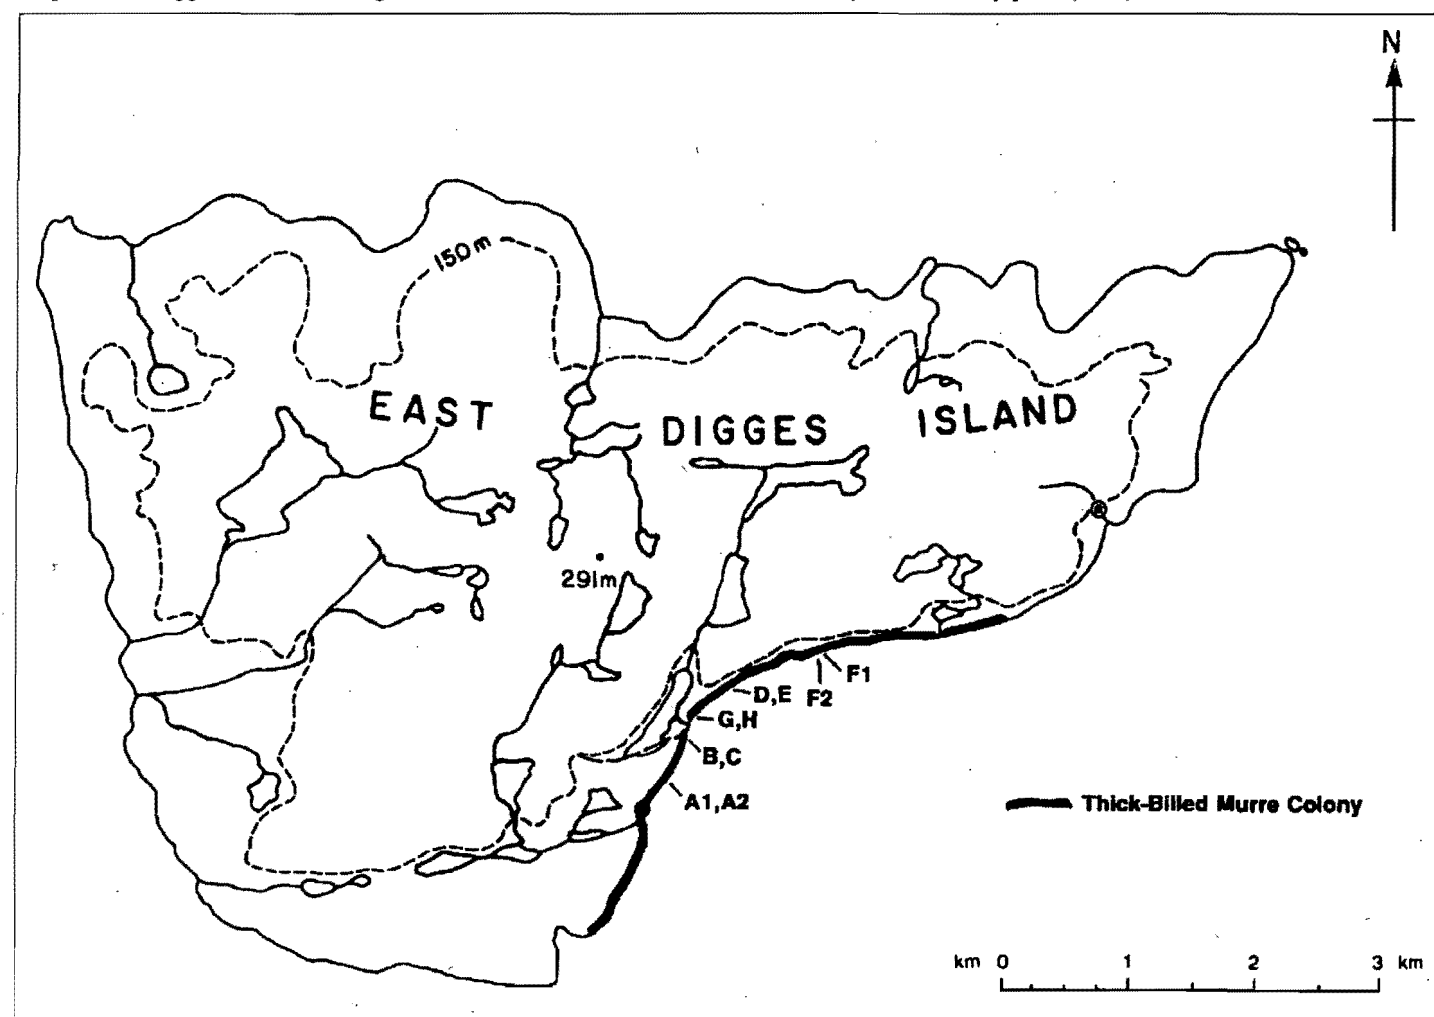 N
150m
EAST DIGGES ISLAND
291m
F1
D,E F2
G,H
B,C
A1,A2
Thick-Billed Murre Colony
km 0 1 2 3 km